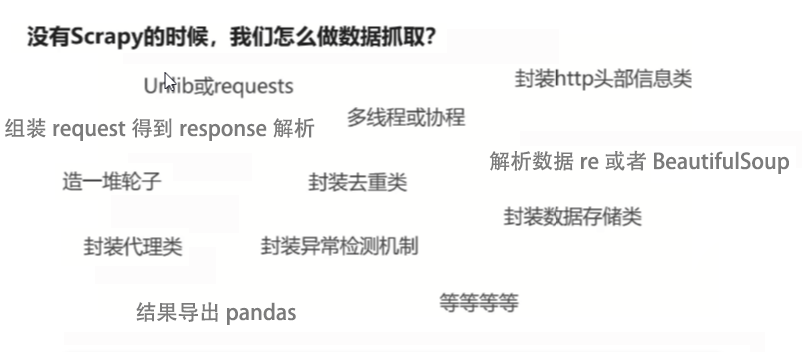 没有Scrapy的时候，我们怎么做数据抓取？
Urllib或requests
封装http头部信息类
组装 request 得到 response 解析
多线程或协程
解析数据 re 或者 BeautifulSoup
造一堆轮子
封装去重类
封装数据存储类
封装代理类
封装异常检测机制
结果导出 pandas
等等等等